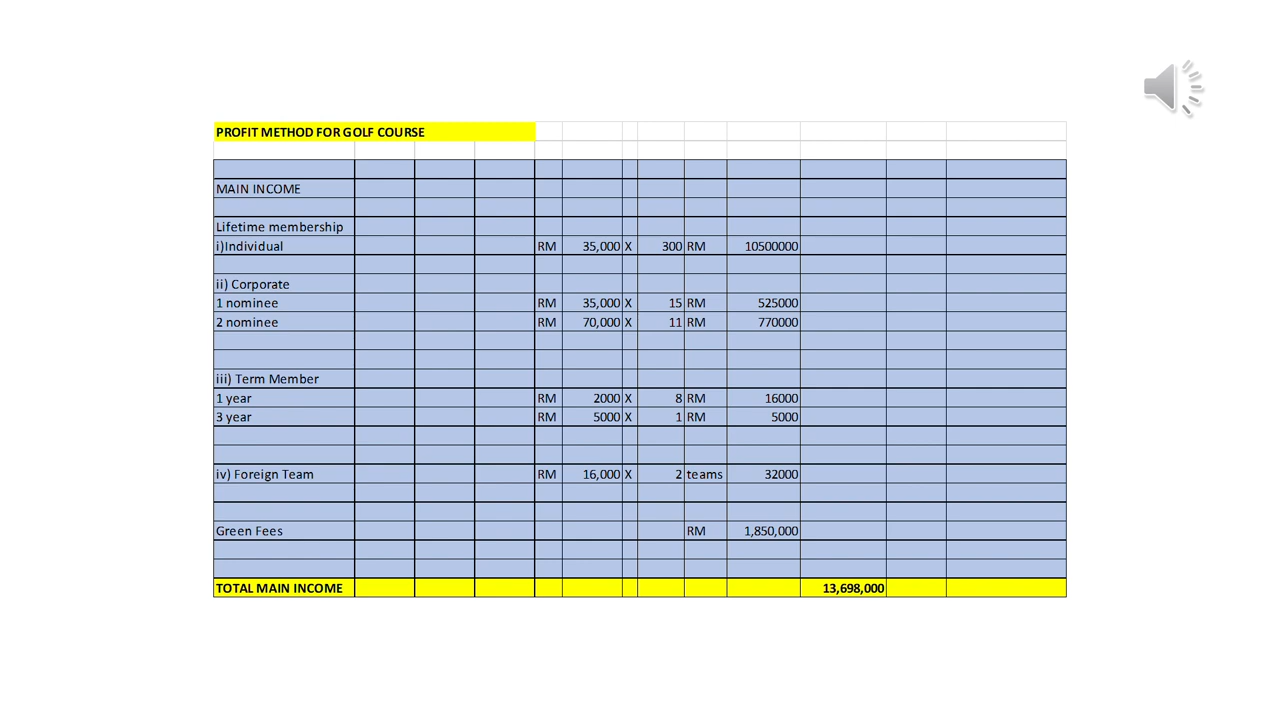 PROFIT METHOD FOR GOLF COURSE
MAIN INCOME
Lifetime membership
i)Individual RM 35,000 X 300 RM 10500000
ii) Corporate
1 nominee RM 35,000 X 15 RM 525000
2 nominee RM 70,000 X 11 RM 770000
iii) Term Member
1 year RM 2000 X 8 RM 16000
3 year RM 5000 X 1 RM 5000
iv) Foreign Team RM 16,000 X 2 teams 32000
Green Fees RM 1,850,000
TOTAL MAIN INCOME 13,698,000